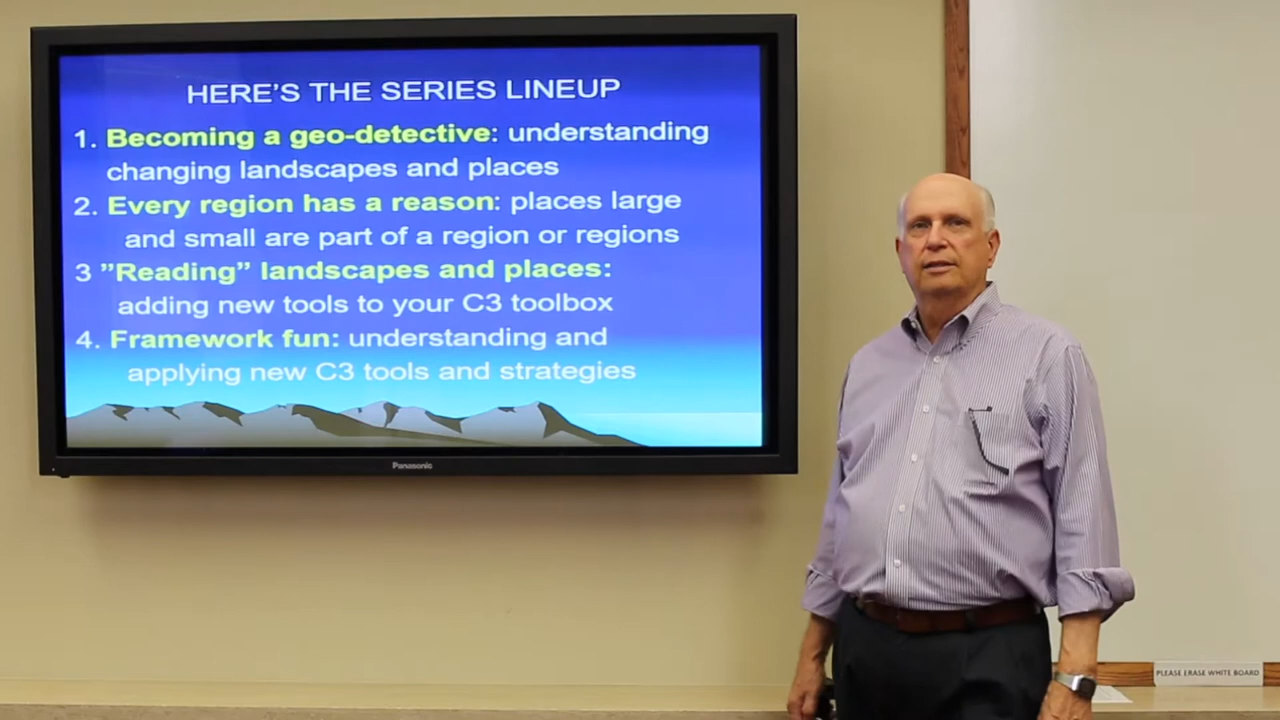 HERE'S THE SERIES LINEUP
1. Becoming a geo-detective: understanding
changing landscapes and places
2. Every region has a reason: places large
and small are part of a region or regions
3 ”Reading” landscapes and places:
adding new tools to your C3 toolbox
4. Framework fun: understanding and
applying new C3 tools and strategies
Panasonic
PLEASE ERASE WHITE BOARD